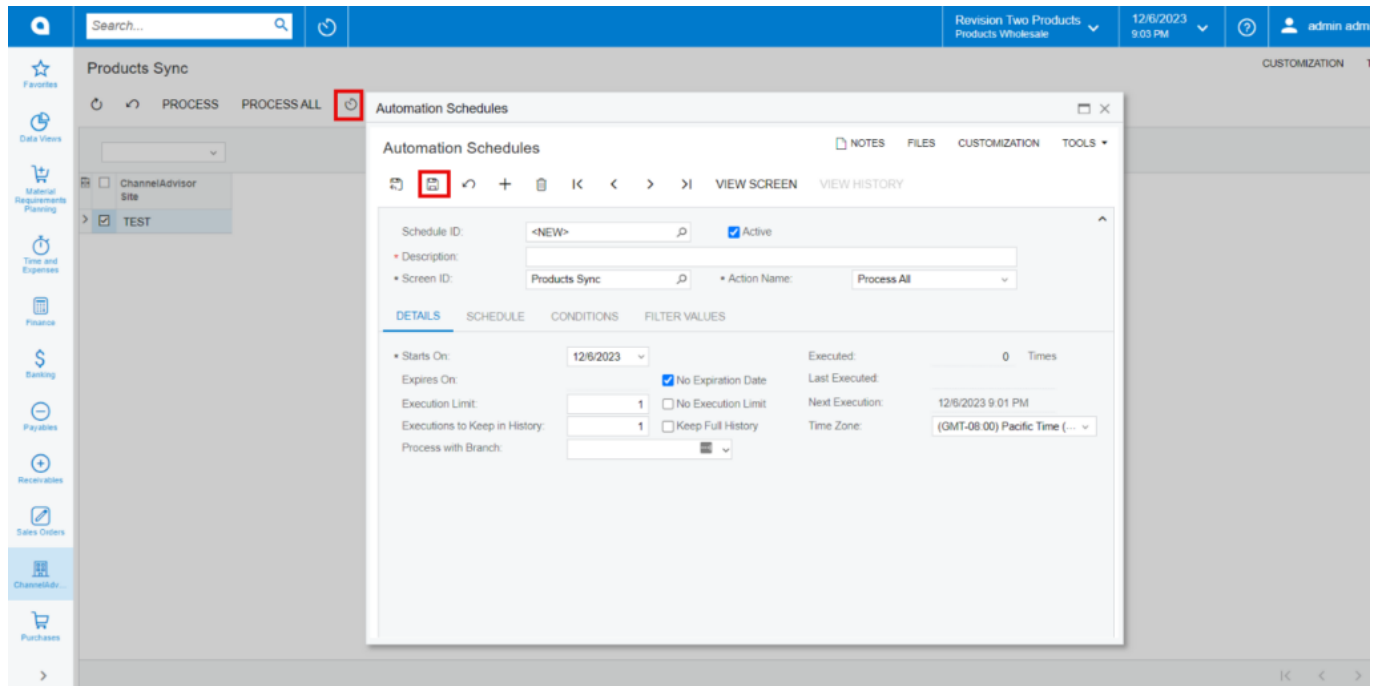 Search...
Revision Two Products
Products Wholesale
12/6/2023
9:03 PM
admin adm
Favorites
Data Views
Material
Requirements
Planning
Time and
Expenses
Finance
Banking
Payables
Receivables
Sales Orders
ChannelAdv...
Purchases
Products Sync
CUSTOMIZATION
PROCESS PROCESS ALL
ChannelAdvisor
Site
TEST
Automation Schedules
Automation Schedules
NOTES FILES CUSTOMIZATION TOOLS
VIEW SCREEN VIEW HISTORY
Schedule ID: <NEW> Active
* Description:
* Screen ID: Products Sync * Action Name: Process All
DETAILS SCHEDULE CONDITIONS FILTER VALUES
* Starts On: 12/6/2023 Executed: 0 Times
Expires On: No Expiration Date Last Executed:
Execution Limit: 1 No Execution Limit Next Execution: 12/6/2023 9:01 PM
Executions to Keep in History: 1 Keep Full History Time Zone: (GMT-08:00) Pacific Time (...
Process with Branch: